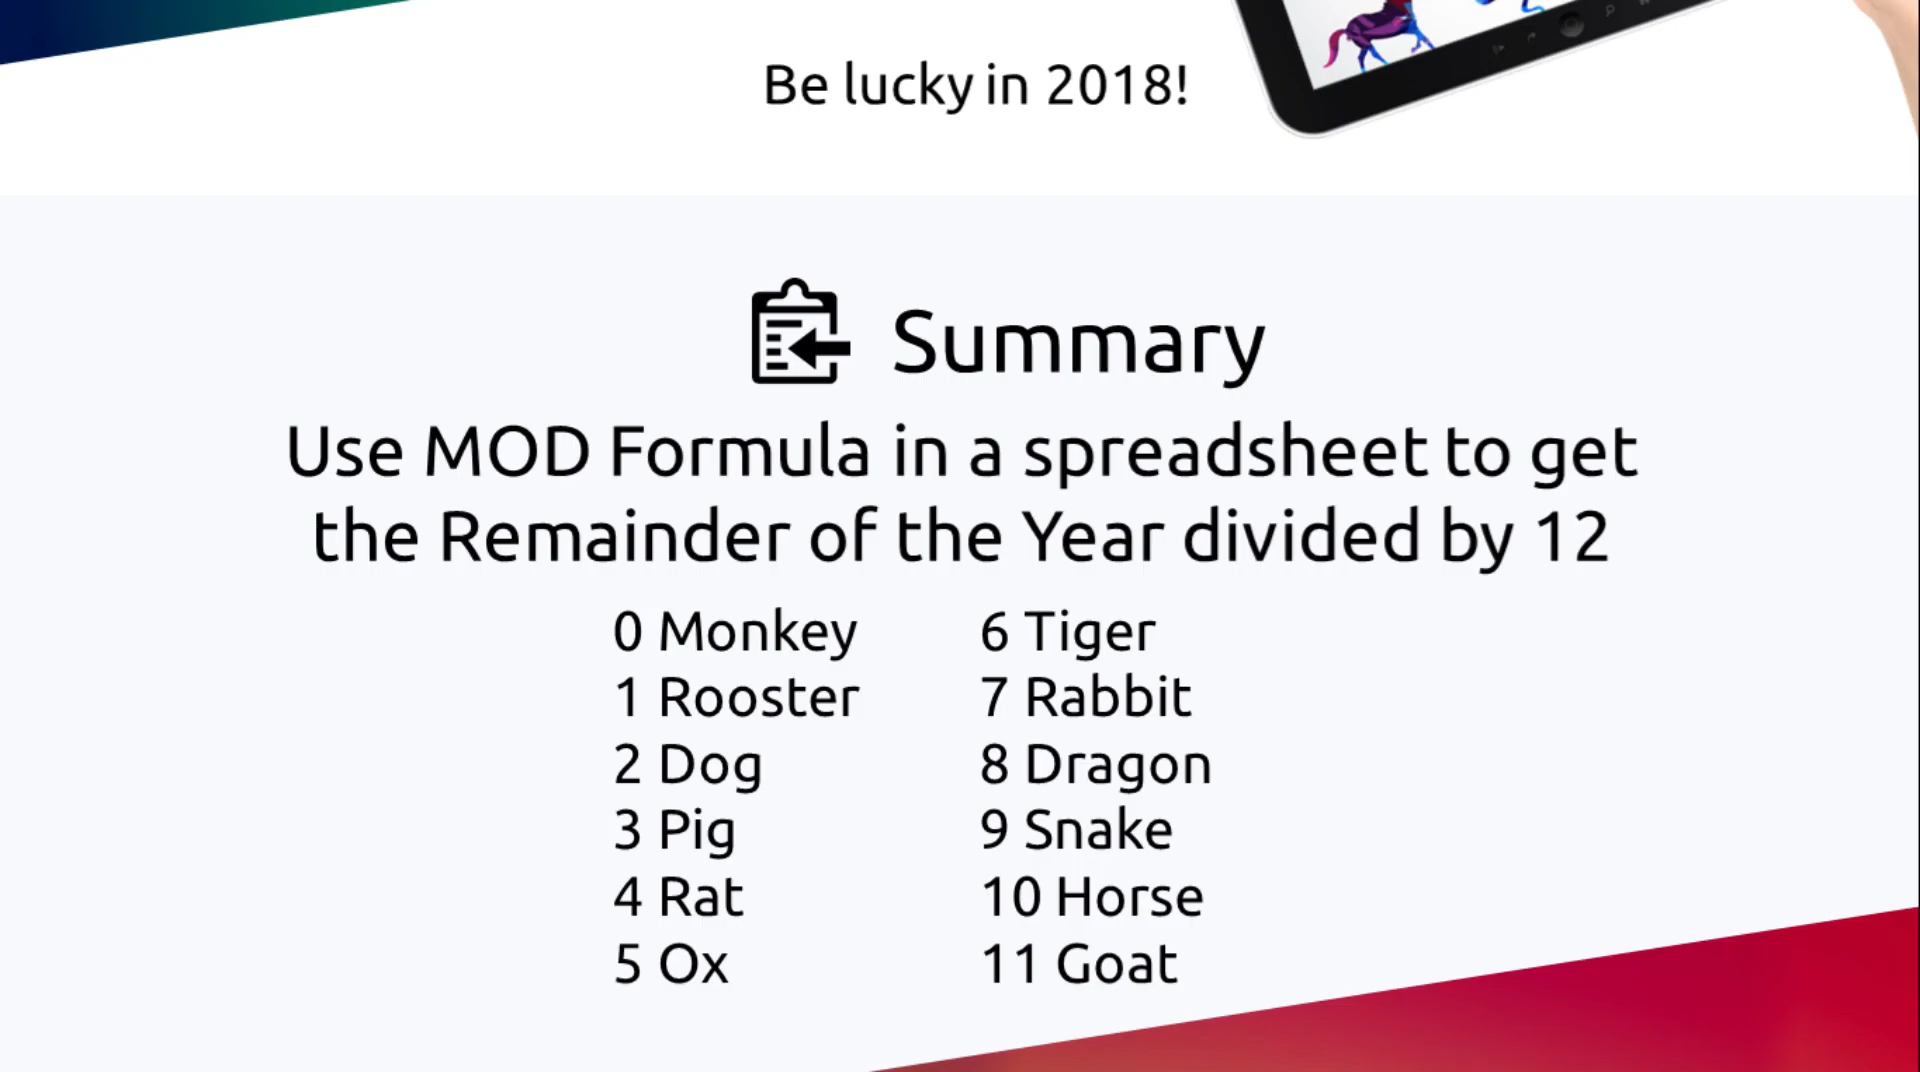 Be lucky in 2018!
Summary
Use MOD Formula in a spreadsheet to get
the Remainder of the Year divided by 12
0 Monkey
1 Rooster
2 Dog
3 Pig
4 Rat
5 Ox
6 Tiger
7 Rabbit
8 Dragon
9 Snake
10 Horse
11 Goat